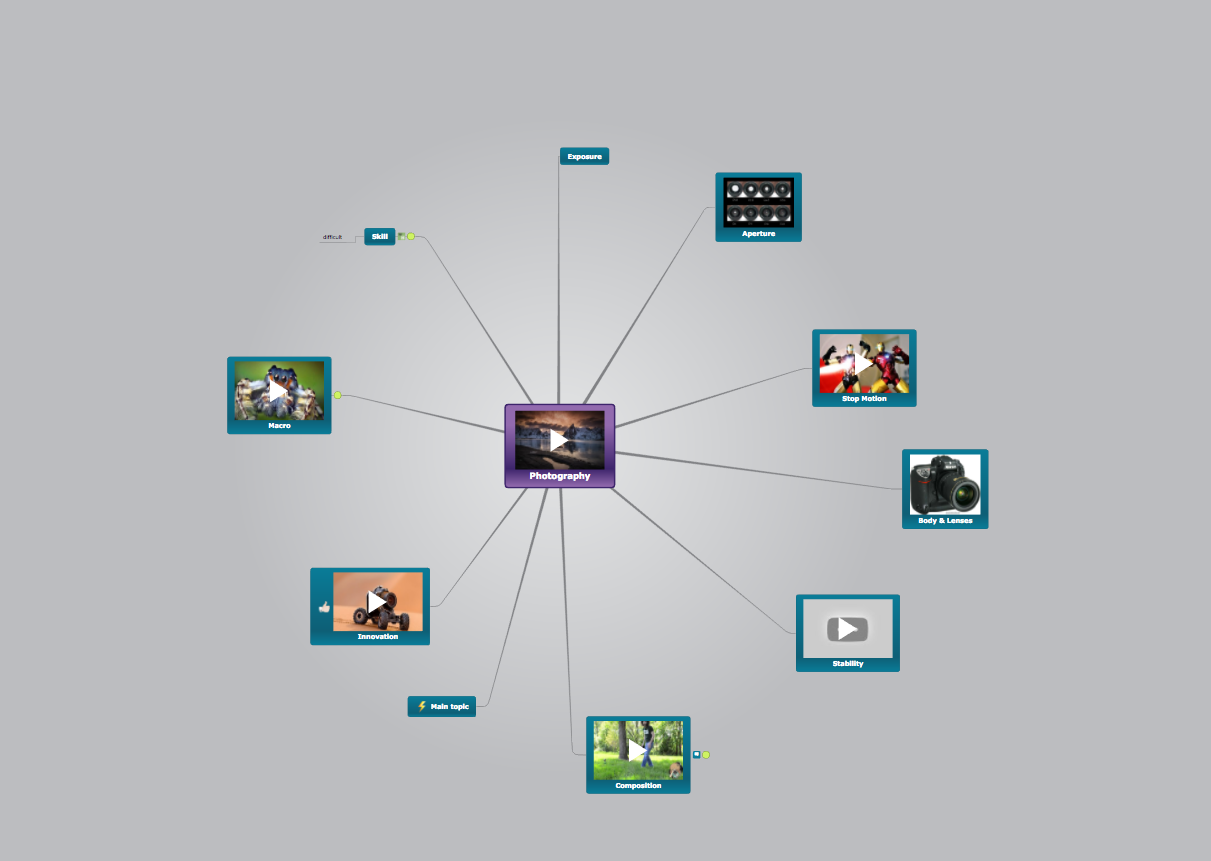 Exposure
Aperture
difficult
Skill
Stop Motion
Macro
Photography
Body & Lenses
Innovation
Stability
Main topic
Composition